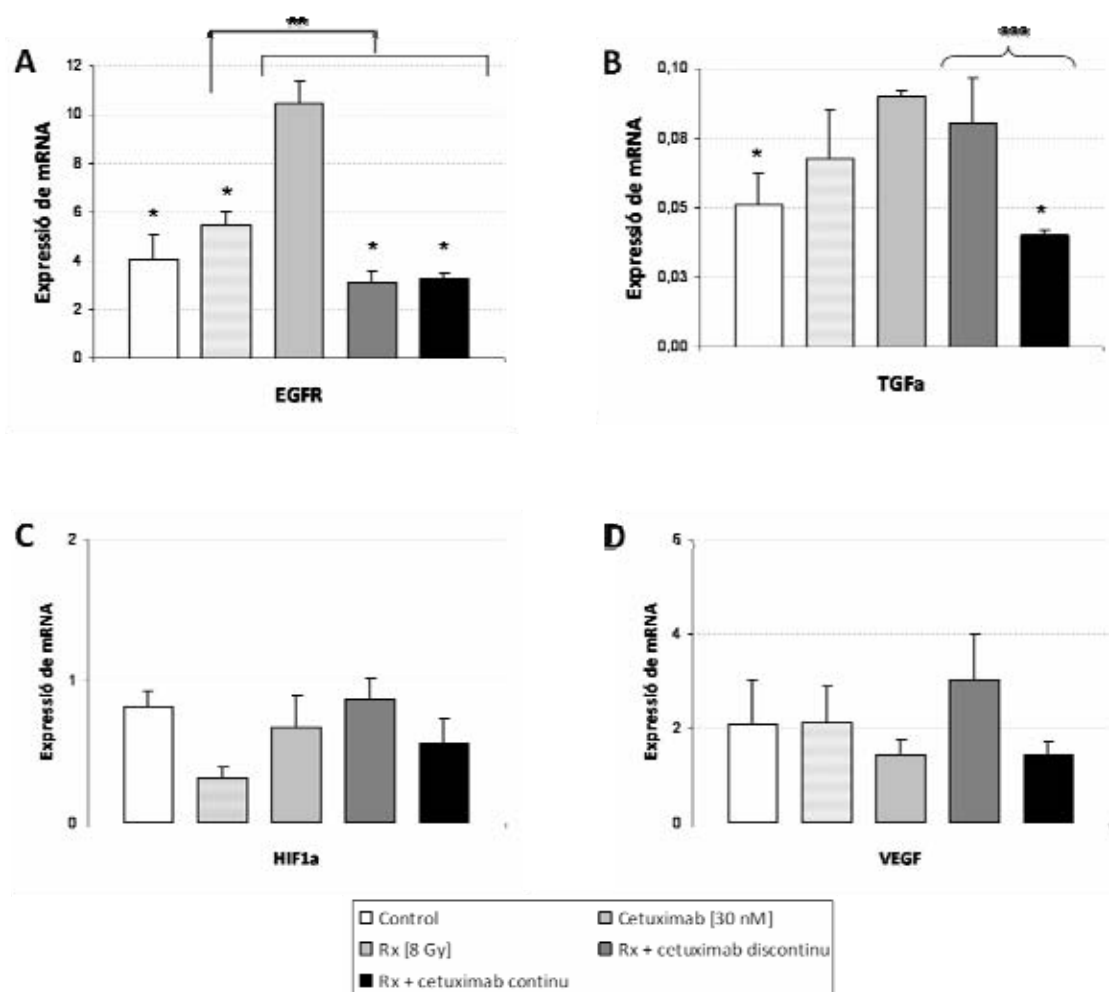 **
A
12
10
8
6
4
2
0
Expressió de mRNA
* * * *
EGFR
***
B
0,10
0,08
0,05
0,03
0,00
Expressió de mRNA
* *
TGFa
C
2
1
0
Expressió de mRNA
HIF1a
D
6
4
2
0
Expressió de mRNA
VEGF
Control
Cetuximab [30 nM]
Rx [8 Gy]
Rx + cetuximab discontinu
Rx + cetuximab continu